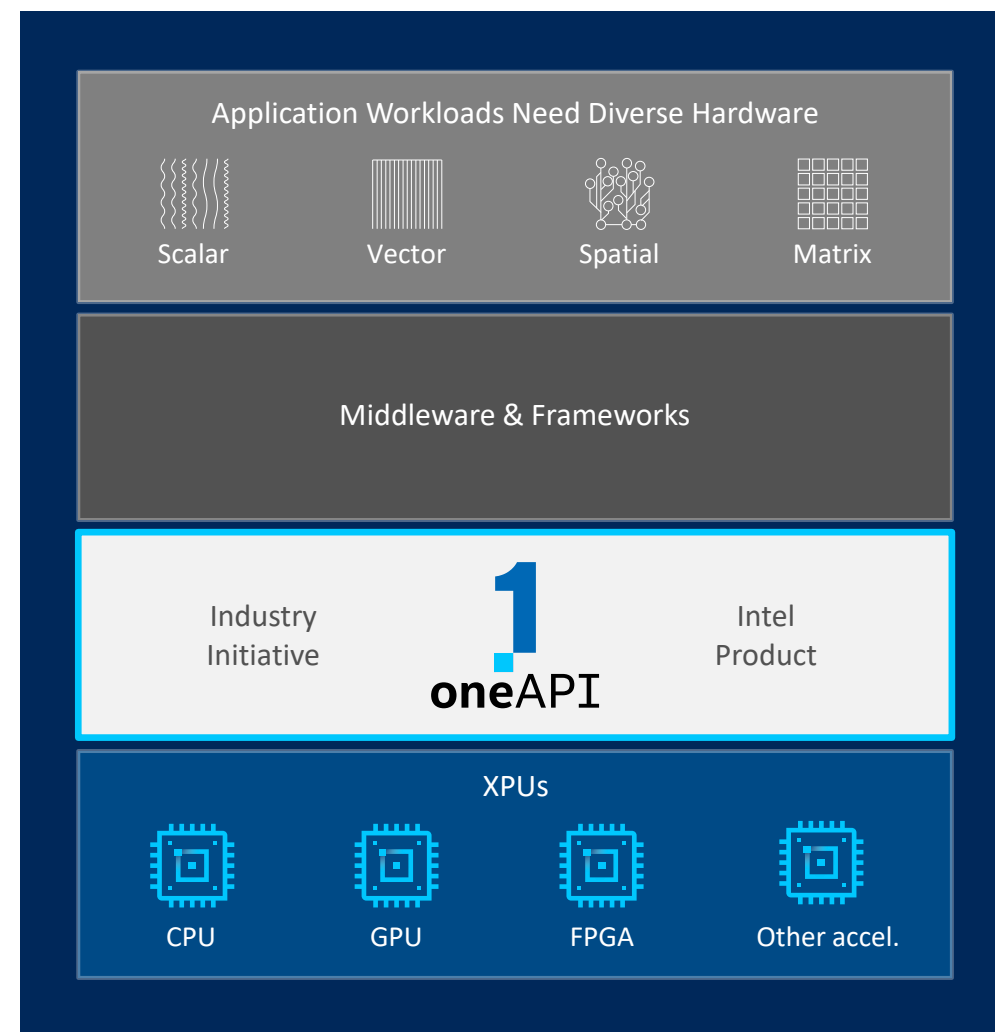 Application Workloads Need Diverse Hardware
Scalar Vector Spatial Matrix
Middleware & Frameworks
Industry
Initiative
1
oneAPI
Intel
Product
XPUs
CPU GPU FPGA Other accel.